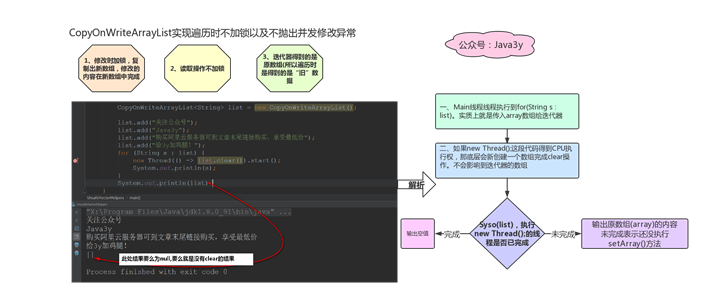 CopyOnWriteArrayList实现遍历时不加锁以及不抛出并发修改异常
公众号：Java3y
1、修改时加锁，复
制出新数组，修改的
内容在新数组中完成
2、读取操作不加锁
3、迭代器得到的是
原数组(所以遍历时
是得到的是“旧”数
据
CopyOnWriteArrayList<String> list = new CopyOnWriteArrayList();
list.add("关注公众号");
list.add("Java3y");
list.add("购买阿里云服务器可到文章末尾链接购买，享受最低价");
list.add("给3y加鸡腿！");
for (String s : list) {
new Thread(() -> list.clear()).start();
System.out.println(s);
}
System.out.println(list);
"X:\Program Files\Java\jdk1.8.0_91\bin\java" ...
关注公众号
Java3y
购买阿里云服务器可到文章末尾链接购买，享受最低价
给3y加鸡腿！
[]
此处结果要么为null,要么就是没有clear的结果
Process finished with exit code 0
解析
一、Main线程线程执行到for(String s :
list)。实质上就是传入array数组给迭代器
二、如果new Thread()这段代码得到CPU执
行权，那底层会新创建一个数组完成clear操
作。不会影响到迭代器的数组
Syso(list)，执行
new Thread();的线
程是否已完成
完成
输出空值
未完成
输出原数组(array)的内容
未完成表示还没执行
setArray()方法